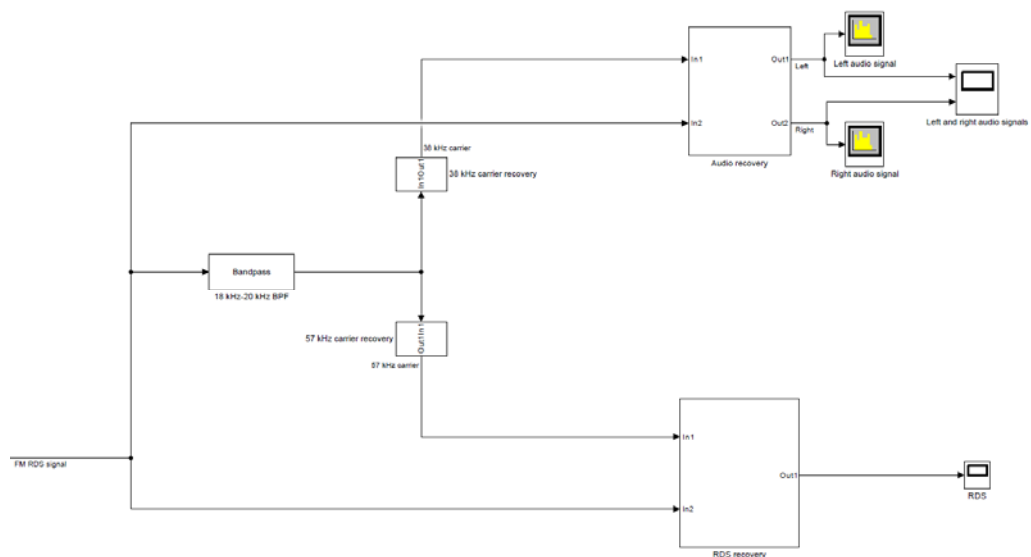 Left audio signal
In1
Out1
Left
Left and right audio signals
In2
Out2
Right
Audio recovery
Right audio signal
38 kHz carrier
In1Out1
38 kHz carrier recovery
Bandpass
18 kHz-20 kHz BPF
57 kHz carrier recovery
Out1In1
57 kHz carrier
FM RDS signal
In1
Out1
RDS
In2
RDS recovery